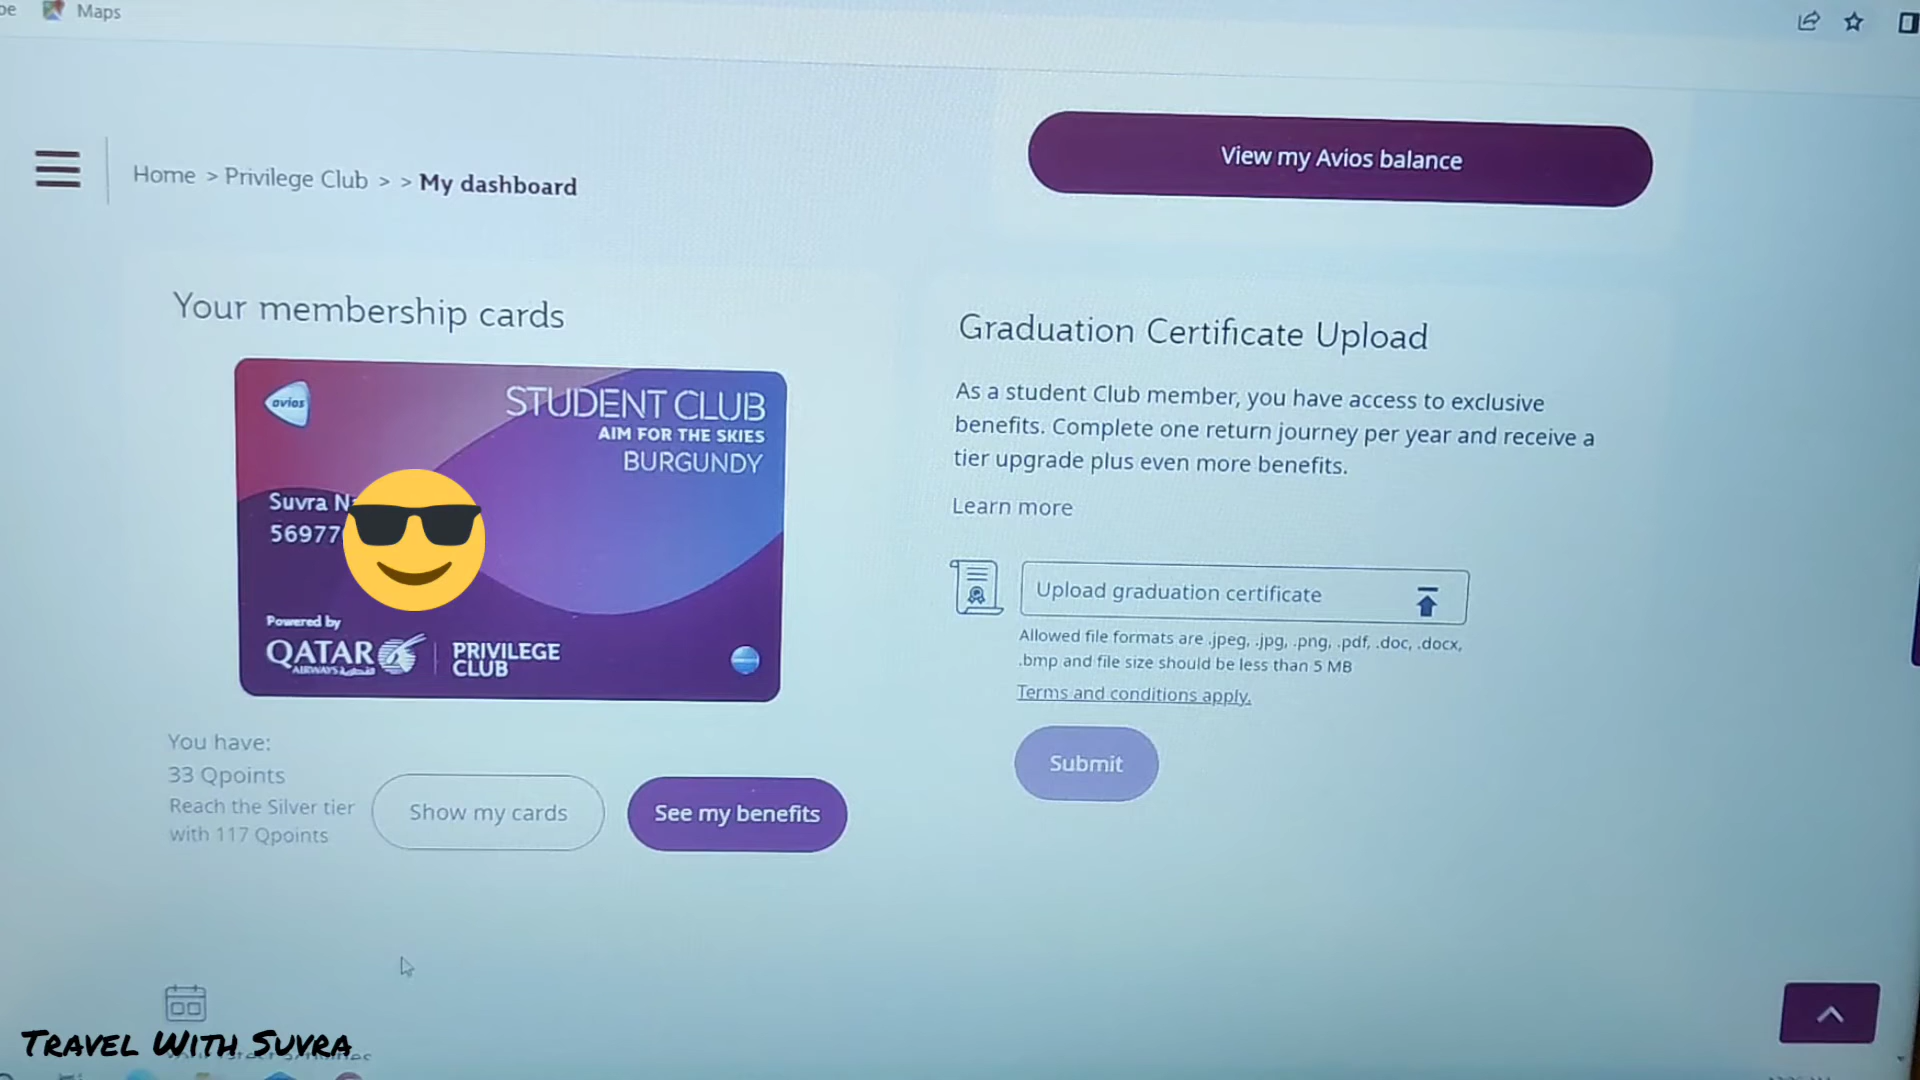 Maps
View my Avios balance
Home > Privilege Club > > My dashboard
Your membership cards
avios
STUDENT CLUB
AIM FOR THE SKIES
BURGUNDY
Suvra
56977
Powered by
QATAR
AIRWAYS القطرية
PRIVILEGE
CLUB
You have:
33 Qpoints
Reach the Silver tier
with 117 Qpoints
Show my cards
See my benefits
Graduation Certificate Upload
As a student Club member, you have access to exclusive
benefits. Complete one return journey per year and receive a
tier upgrade plus even more benefits.
Learn more
Upload graduation certificate
Allowed file formats are .jpeg, .jpg, .png, .pdf, .doc, .docx,
.bmp and file size should be less than 5 MB
Terms and conditions apply.
Submit
TRAVEL WITH SUVRA